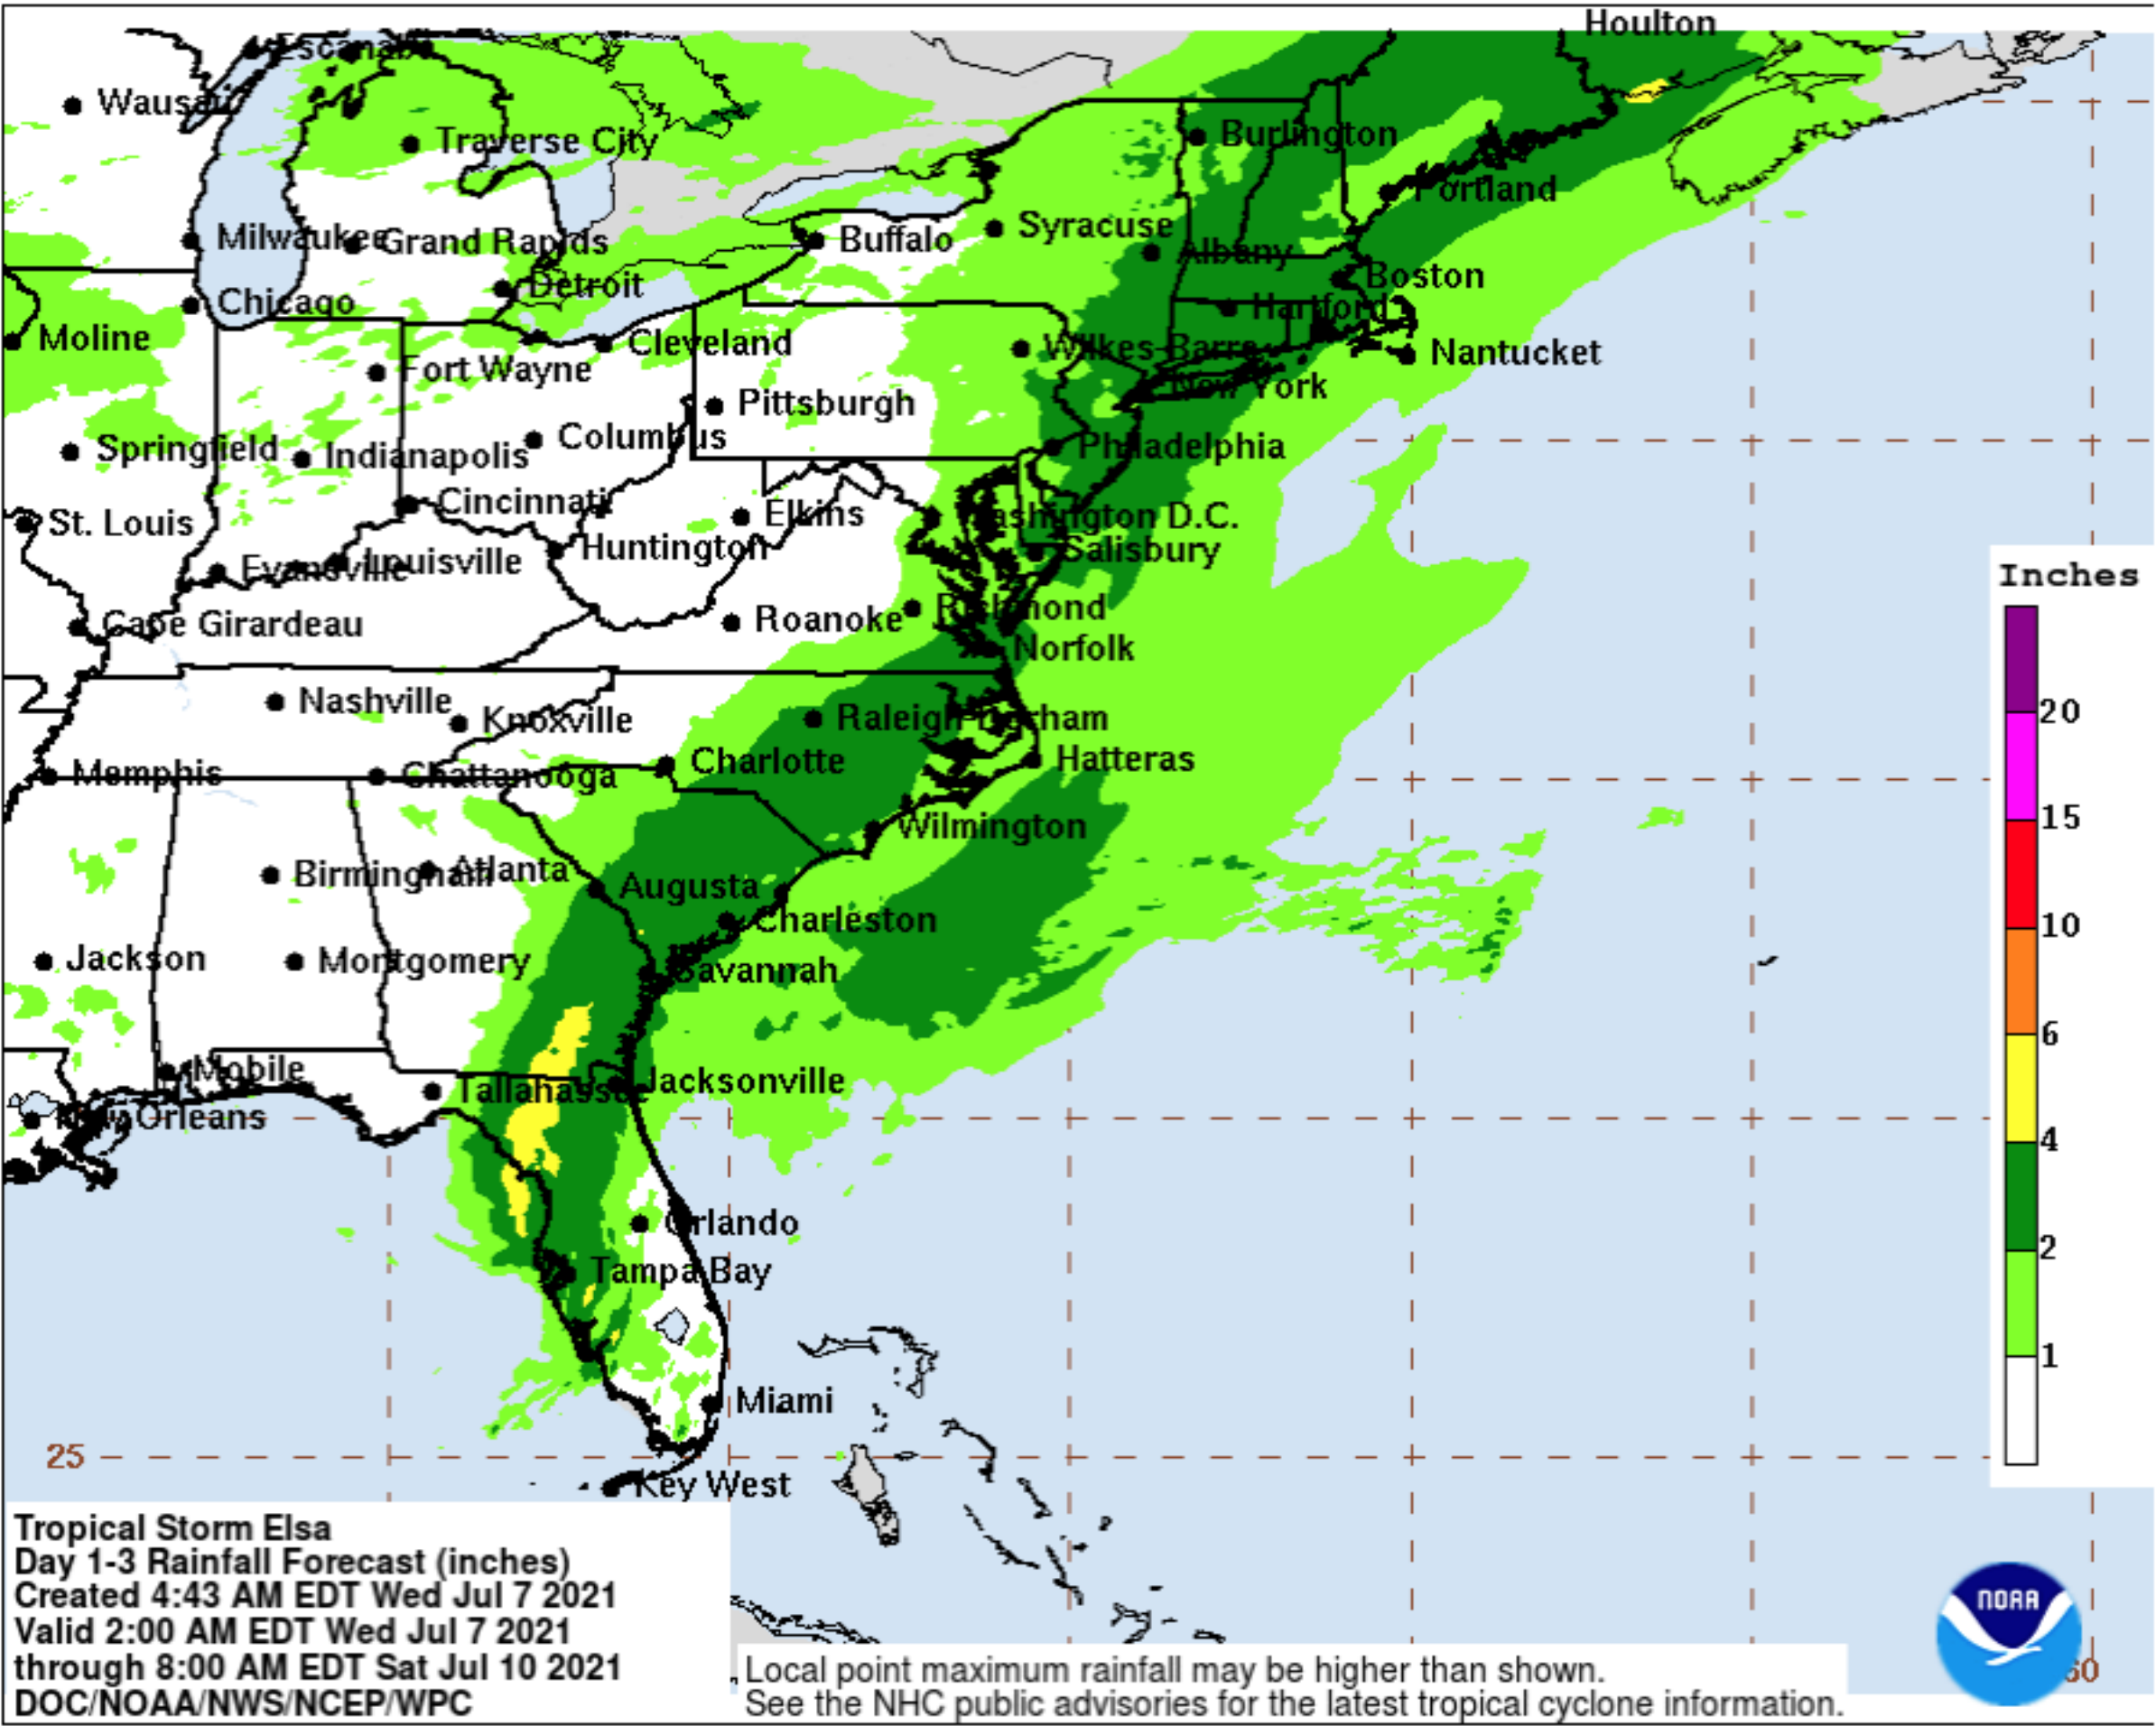 Houlton
Escanaba
Wausau
Traverse City
Burlington
Portland
Milwaukee
Grand Rapids
Buffalo
Syracuse
Albany
Boston
Detroit
Chicago
Hartford
Moline
Cleveland
Wilkes-Barre
Nantucket
Fort Wayne
New York
Pittsburgh
Springfield
Indianapolis
Columbus
Philadelphia
Cincinnati
Elkins
Washington D.C.
St. Louis
Huntington
Salisbury
Evansville
Louisville
Inches
Cape Girardeau
Roanoke
Richmond
Norfolk
Nashville
Knoxville
Raleigh-Durham
20
Memphis
Chattanooga
Charlotte
Hatteras
15
Wilmington
Birmingham
Atlanta
Augusta
Charleston
10
Jackson
Montgomery
Savannah
6
Mobile
Tallahassee
Jacksonville
New Orleans
4
Orlando
2
Tampa Bay
1
Miami
25
Key West
Tropical Storm Elsa
Day 1-3 Rainfall Forecast (inches)
Created 4:43 AM EDT Wed Jul 7 2021
Valid 2:00 AM EDT Wed Jul 7 2021
through 8:00 AM EDT Sat Jul 10 2021
DOC/NOAA/NWS/NCEP/WPC
NOAA
Local point maximum rainfall may be higher than shown.
60
See the NHC public advisories for the latest tropical cyclone information.